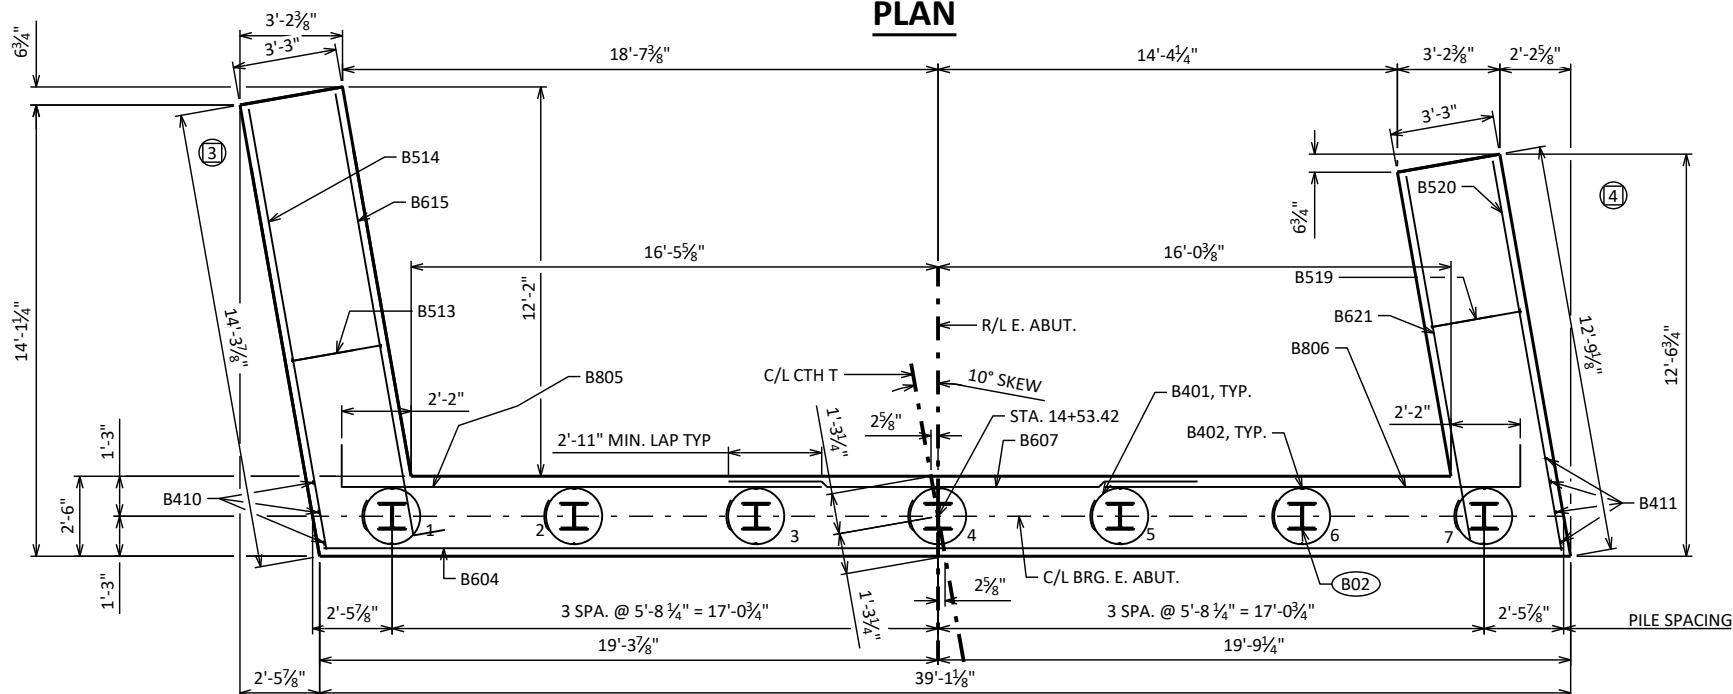 PLAN
3'-2⅜"
6¾"
3'-3"
18'-7⅜"
14'-4¼"
3'-2⅜"
2'-2⅝"
3'-3"
3
B514
B520
4
B615
6¾"
16'-5⅝"
16'-0⅜"
12'-2"
B519
14'-1¼"
14'-3⅞"
B513
R/L E. ABUT.
B621
12'-9⅛"
12'-6¾"
B806
C/L CTH T
10° SKEW
B805
B401, TYP.
2'-2"
1'-3¼"
2⅝"
STA. 14+53.42
2'-2"
1'-3"
2'-11" MIN. LAP TYP
B607
B402, TYP.
B410
B411
2'-6"
1
2
3
4
5
6
7
B604
C/L BRG. E. ABUT.
B02
1'-3"
1'-3¼"
2⅝"
2'-5⅞"
3 SPA. @ 5'-8 ¼" = 17'-0¾"
3 SPA. @ 5'-8 ¼" = 17'-0¾"
2'-5⅞"
PILE SPACING
19'-3⅞"
19'-9¼"
2'-5⅞"
39'-1⅛"